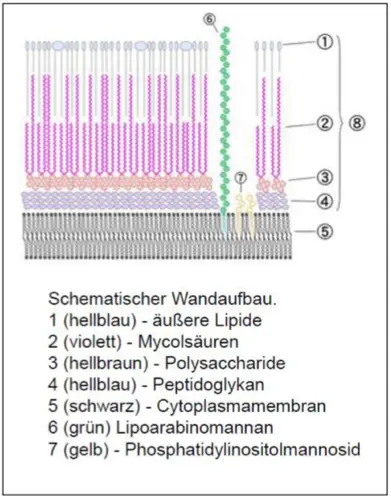 ⑥
①
②
⑧
⑦
③
④
⑤
Schematischer Wandaufbau.
1 (hellblau) - äußere Lipide
2 (violett) - Mycolsäuren
3 (hellbraun) - Polysaccharide
4 (hellblau) - Peptidoglykan
5 (schwarz) - Cytoplasmamembran
6 (grün) Lipoarabinomannan
7 (gelb) - Phosphatidylinositolmannosid